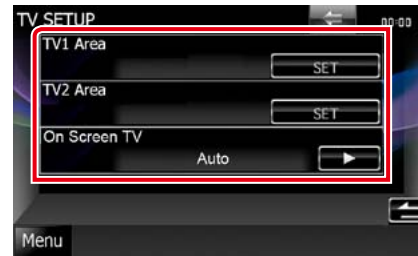 TV SETUP
00:00
TV1 Area
SET
TV2 Area
SET
On Screen TV
Auto
Menu